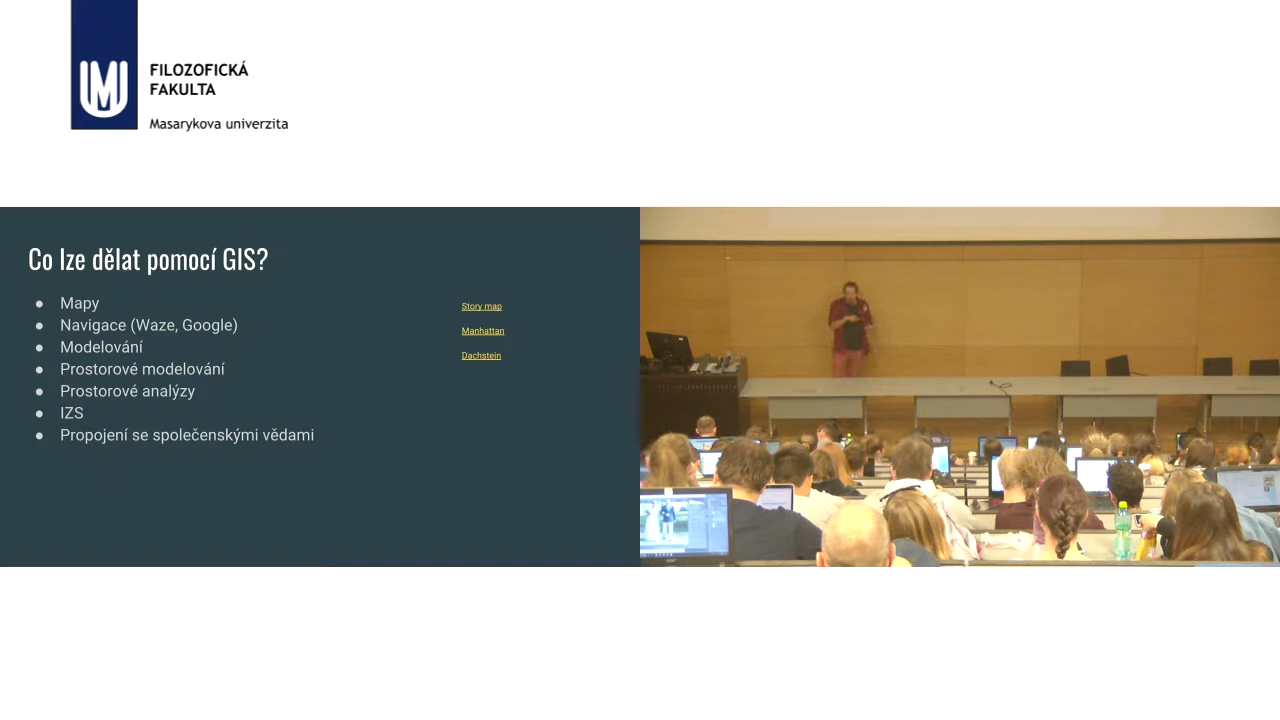 FILOZOFICKÁ
FAKULTA
Masarykova univerzita
Co lze dělat pomocí GIS?
● Mapy
● Navigace (Waze, Google)
● Modelování
● Prostorové modelování
● Prostorové analýzy
● IZS
● Propojení se společenskými vědami
Story map
Manhattan
Dachstein